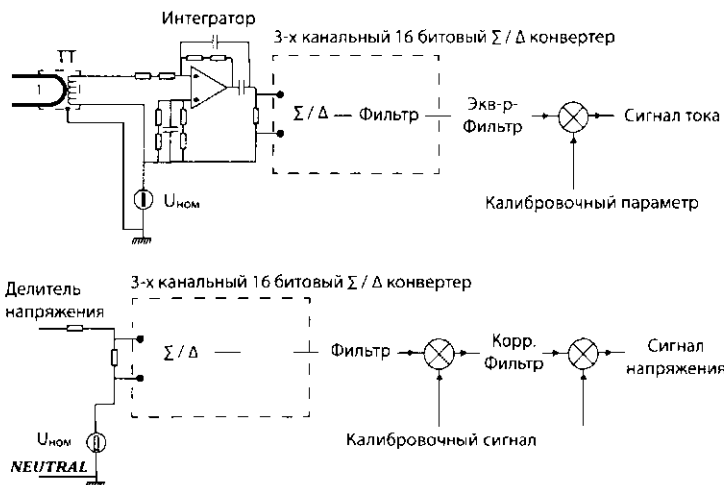 Интегратор
3-х канальный 16 битовый Σ / Δ конвертер
ТТ
1
Σ / Δ — Фильтр
Экв-р-
Фильтр
Сигнал тока
Uном
Калибровочный параметр
3-х канальный 16 битовый Σ / Δ конвертер
Делитель
напряжения
Σ / Δ —
Фильтр
Корр.
Фильтр
Сигнал
напряжения
Uном
Калибровочный сигнал
NEUTRAL